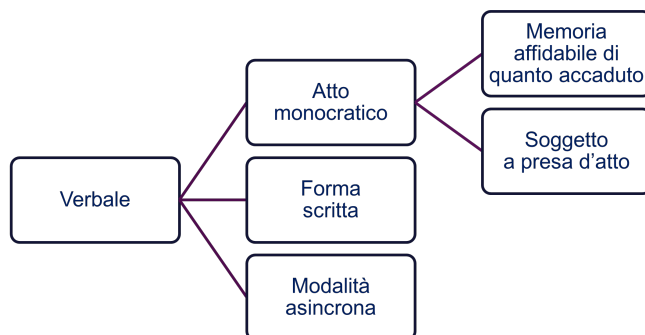 Verbale
Atto
monocratico
Memoria
affidabile di
quanto accaduto
Soggetto
a presa d’atto
Forma
scritta
Modalità
asincrona